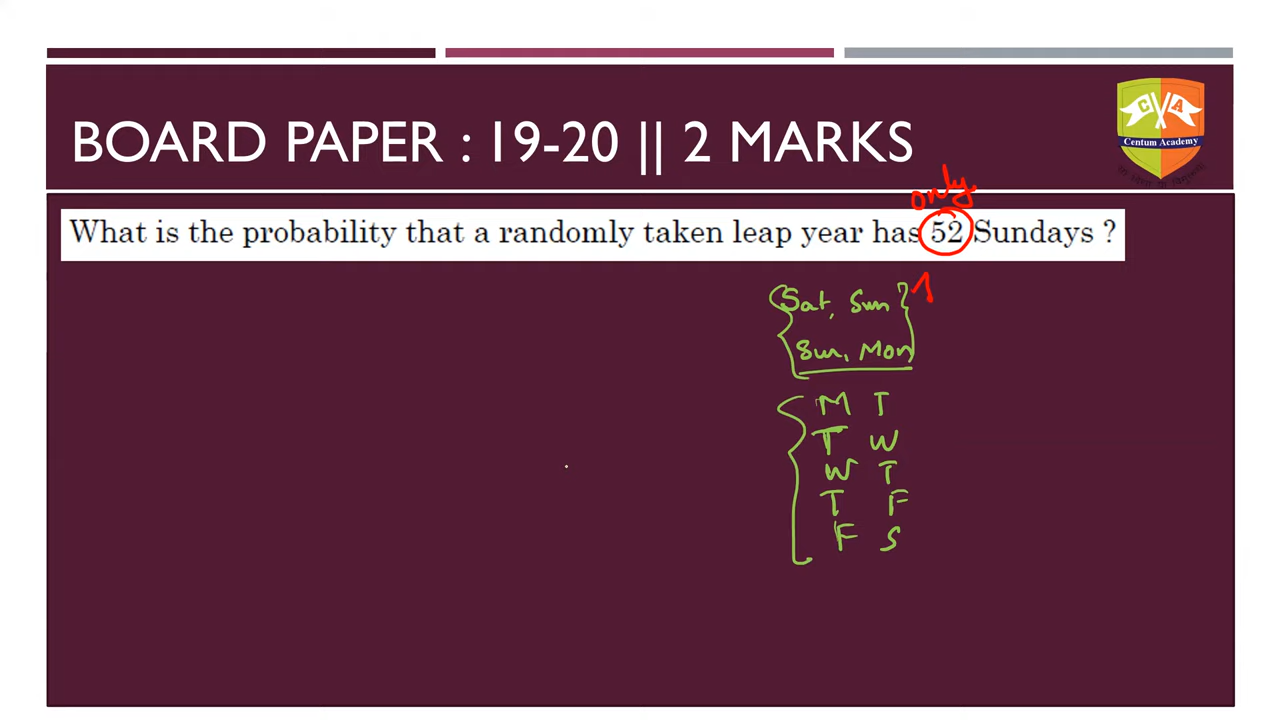 BOARD PAPER : 19-20 || 2 MARKS
C A
Centum Academy
only
What is the probability that a randomly taken leap year has 52 Sundays ?
Sat, Sun
Sun, Mon
M T
T W
W T
T F
F S